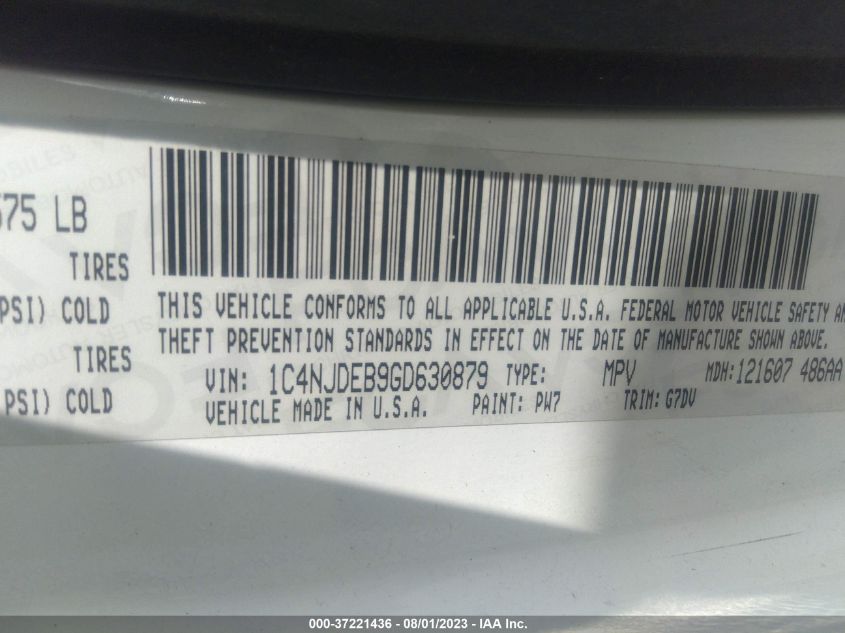 575 LB
TIRES
PSI) COLD
TIRES
PSI) COLD
THIS VEHICLE CONFORMS TO ALL APPLICABLE U.S.A. FEDERAL MOTOR VEHICLE SAFETY AN
THEFT PREVENTION STANDARDS IN EFFECT ON THE DATE OF MANUFACTURE SHOWN ABOVE.
VIN: 1C4NJDEB9GD630879 TYPE: MPV MDH:121607 486AA
VEHICLE MADE IN U.S.A. PAINT: PW7 TRIM: G7DV
000-37221436 - 08/01/2023 - IAA Inc.